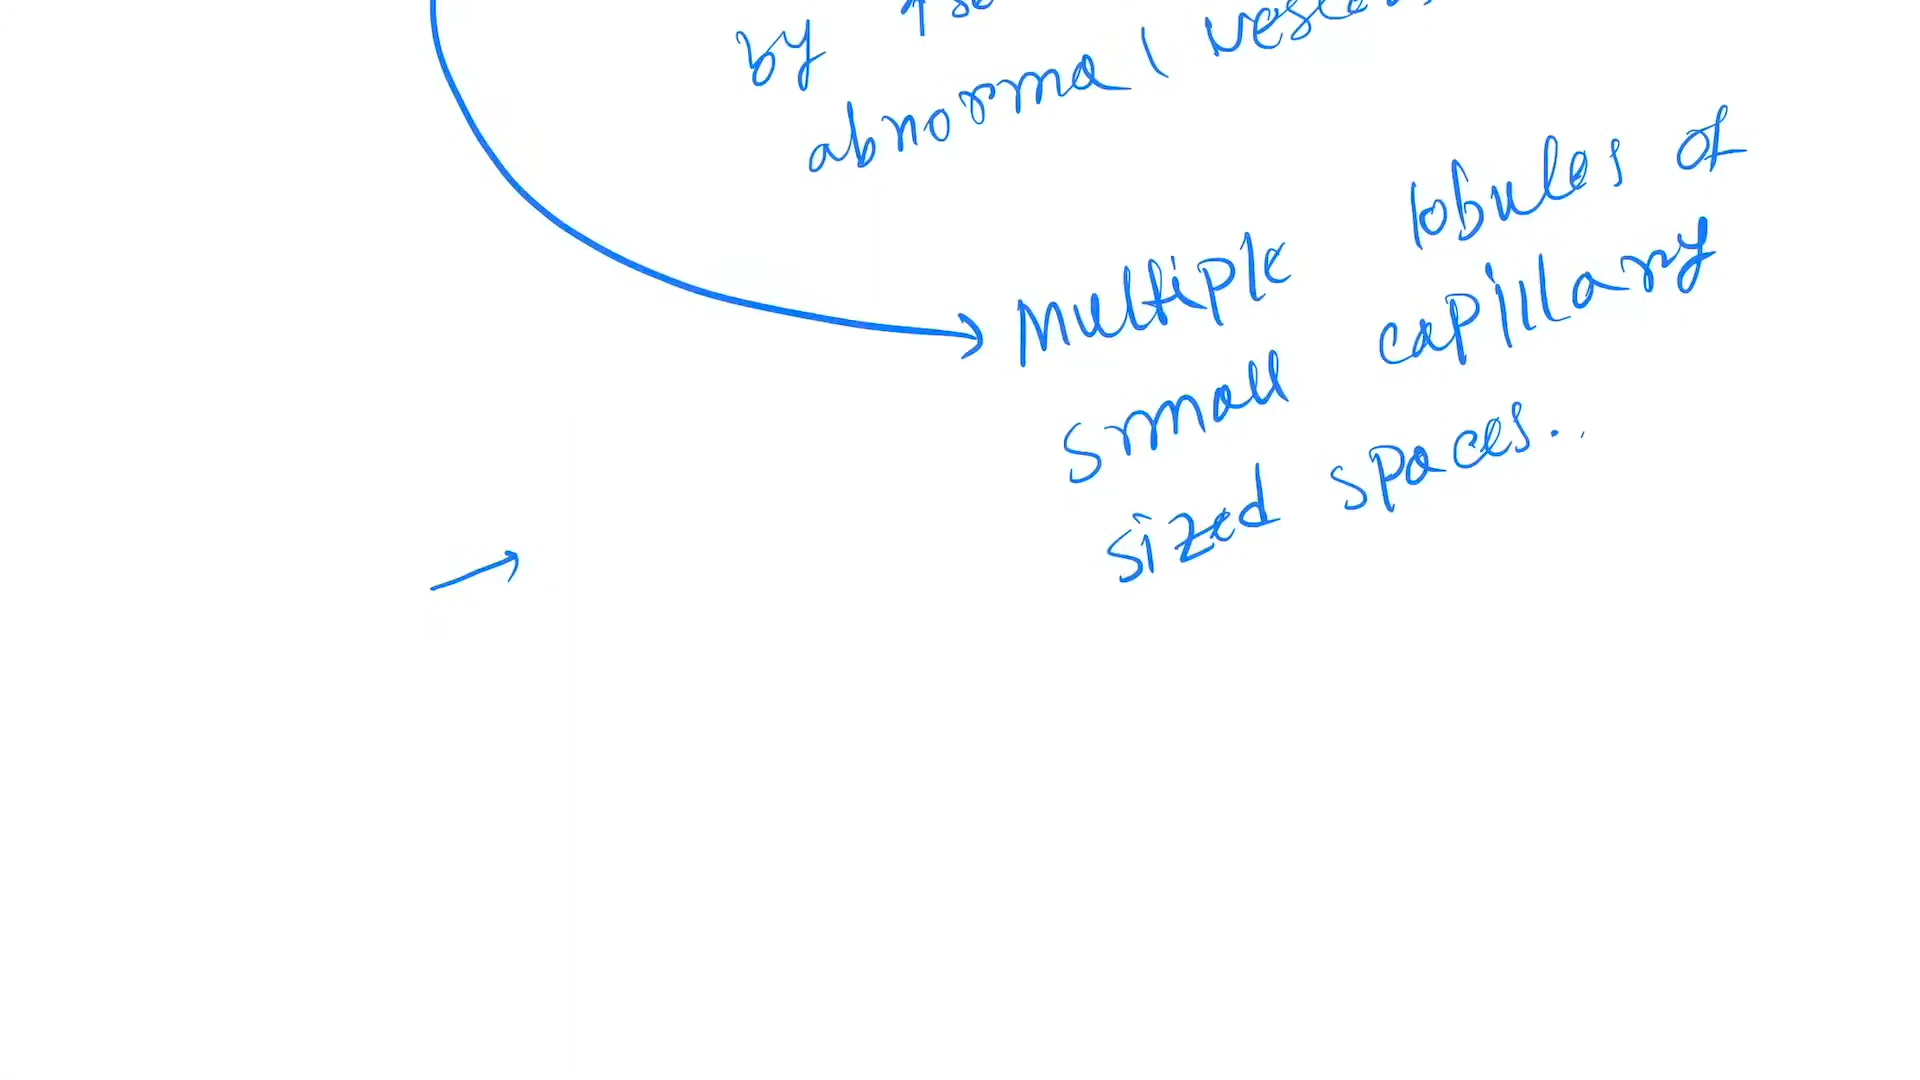 by
abnormal
Multiple lobules of
small capillary
sized spaces..